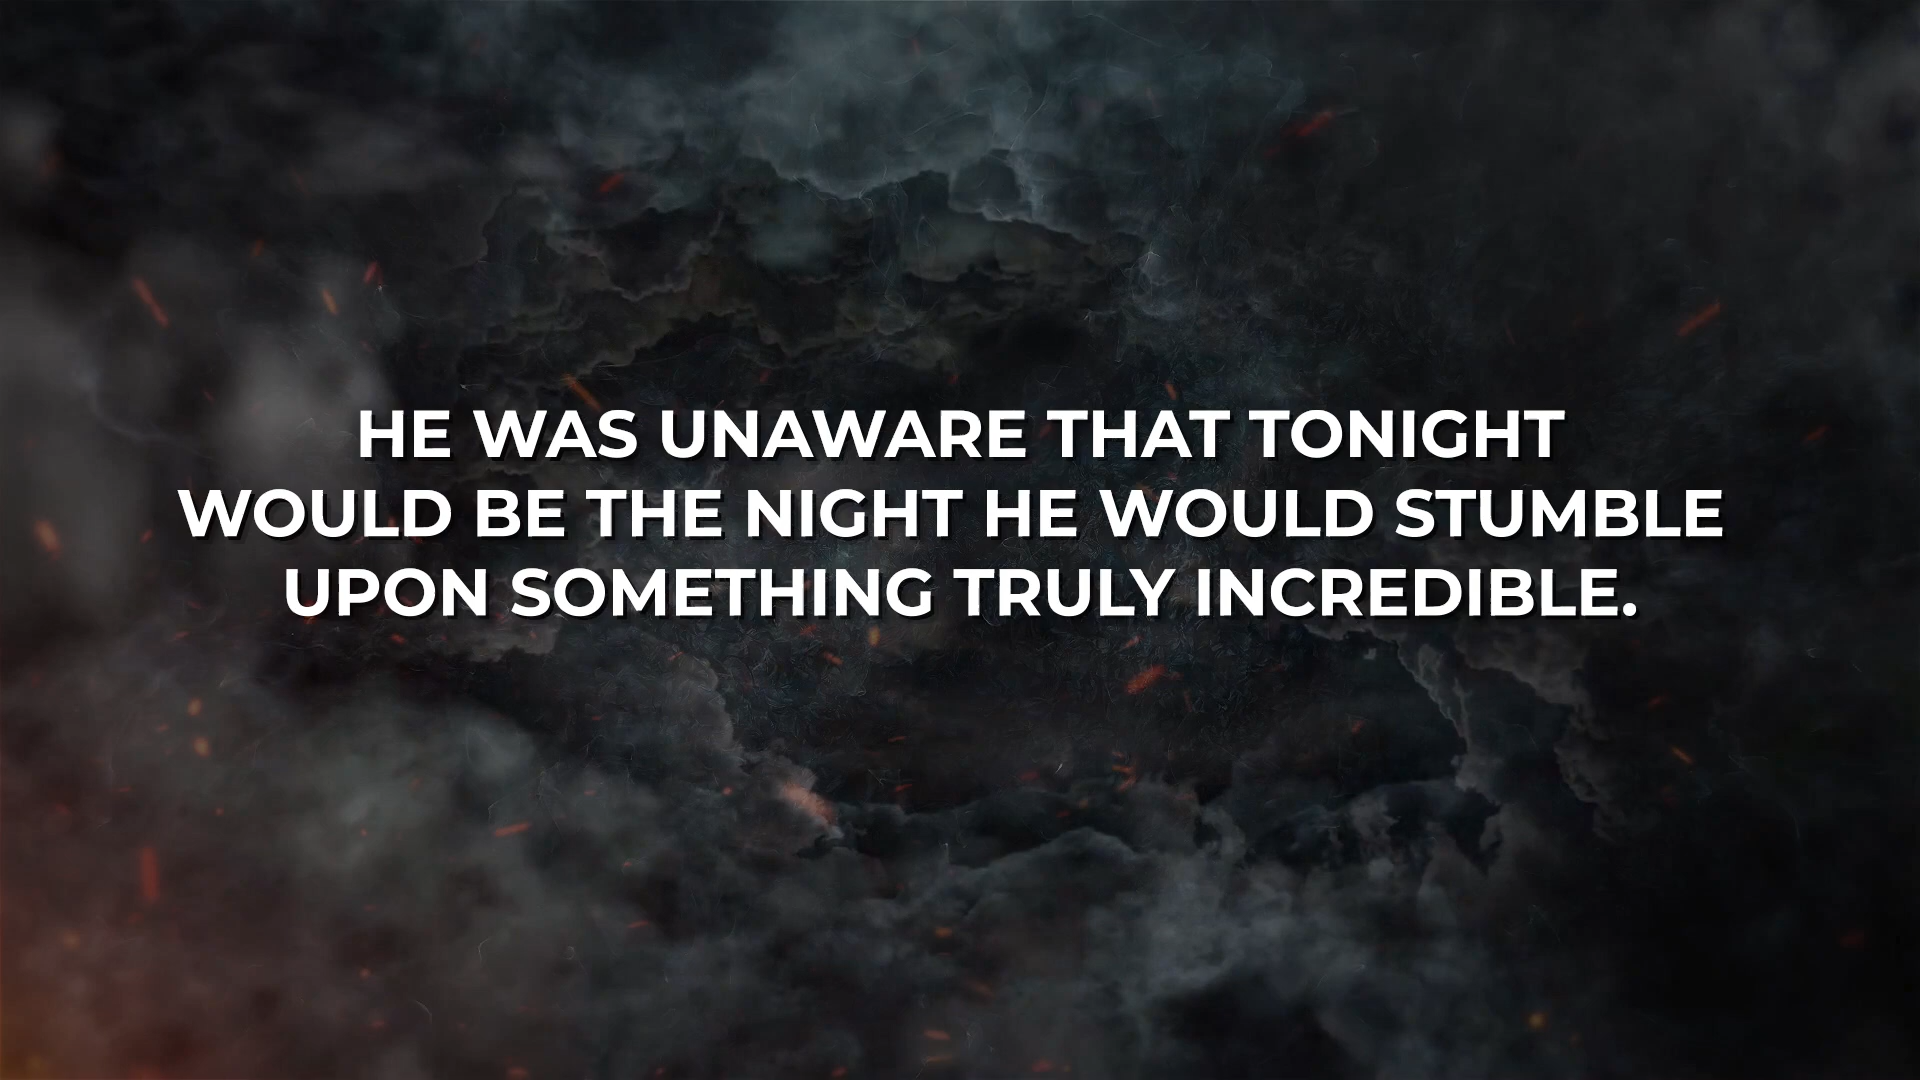 HE WAS UNAWARE THAT TONIGHT
WOULD BE THE NIGHT HE WOULD STUMBLE
UPON SOMETHING TRULY INCREDIBLE.